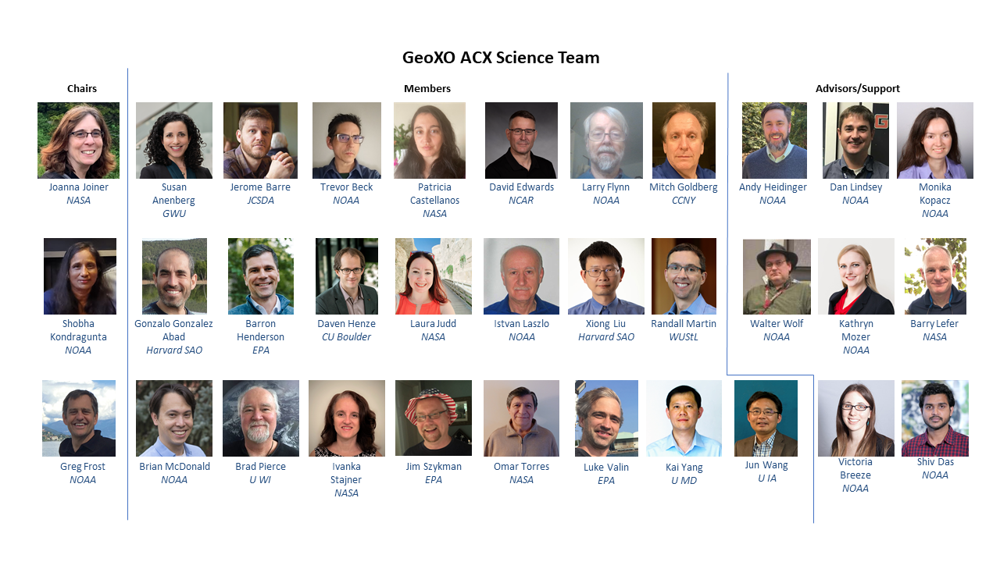 GeoXO ACX Science Team
Chairs
Members
Advisors/Support
Joanna Joiner
NASA
Susan
Anenberg
GWU
Jerome Barre
JCSDA
Trevor Beck
NOAA
Patricia
Castellanos
NASA
David Edwards
NCAR
Larry Flynn
NOAA
Mitch Goldberg
CCNY
Andy Heidinger
NOAA
G
Dan Lindsey
NOAA
Monika
Kopacz
NOAA
Shobha
Kondragunta
NOAA
Gonzalo Gonzalez
Abad
Harvard SAO
Barron
Henderson
EPA
Daven Henze
CU Boulder
Laura Judd
NASA
Istvan Laszlo
NOAA
Xiong Liu
Harvard SAO
Randall Martin
WUStL
Walter Wolf
NOAA
Kathryn
Mozer
NOAA
Barry Lefer
NASA
Greg Frost
NOAA
Brian McDonald
NOAA
Brad Pierce
U WI
Ivanka
Stajner
NASA
Jim Szykman
EPA
Omar Torres
NASA
Luke Valin
EPA
Kai Yang
U MD
Jun Wang
U IA
Victoria
Breeze
NOAA
Shiv Das
NOAA